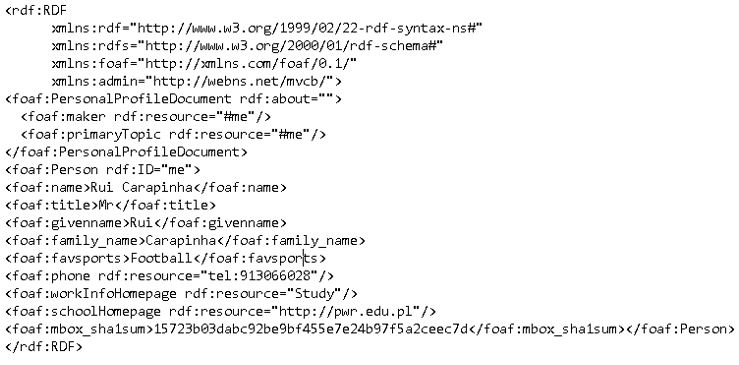 <rdf:RDF
xmlns:rdf="http://www.w3.org/1999/02/22-rdf-syntax-ns#"
xmlns:rdfs="http://www.w3.org/2000/01/rdf-schema#"
xmlns:foaf="http://xmlns.com/foaf/0.1/"
xmlns:admin="http://webns.net/mvcb/">
<foaf:PersonalProfileDocument rdf:about="">
<foaf:maker rdf:resource="#me"/>
<foaf:primaryTopic rdf:resource="#me"/>
</foaf:PersonalProfileDocument>
<foaf:Person rdf:ID="me">
<foaf:name>Rui Carapinha</foaf:name>
<foaf:title>Mr</foaf:title>
<foaf:givenname>Rui</foaf:givenname>
<foaf:family_name>Carapinha</foaf:family_name>
<foaf:favsports>Football</foaf:favsports>
<foaf:phone rdf:resource="tel:913066028"/>
<foaf:workInfoHomepage rdf:resource="Study"/>
<foaf:schoolHomepage rdf:resource="http://pwr.edu.pl"/>
<foaf:mbox_sha1sum>15723b03dabc92be9bf455e7e24b97f5a2ceec7d</foaf:mbox_sha1sum></foaf:Person>
</rdf:RDF>